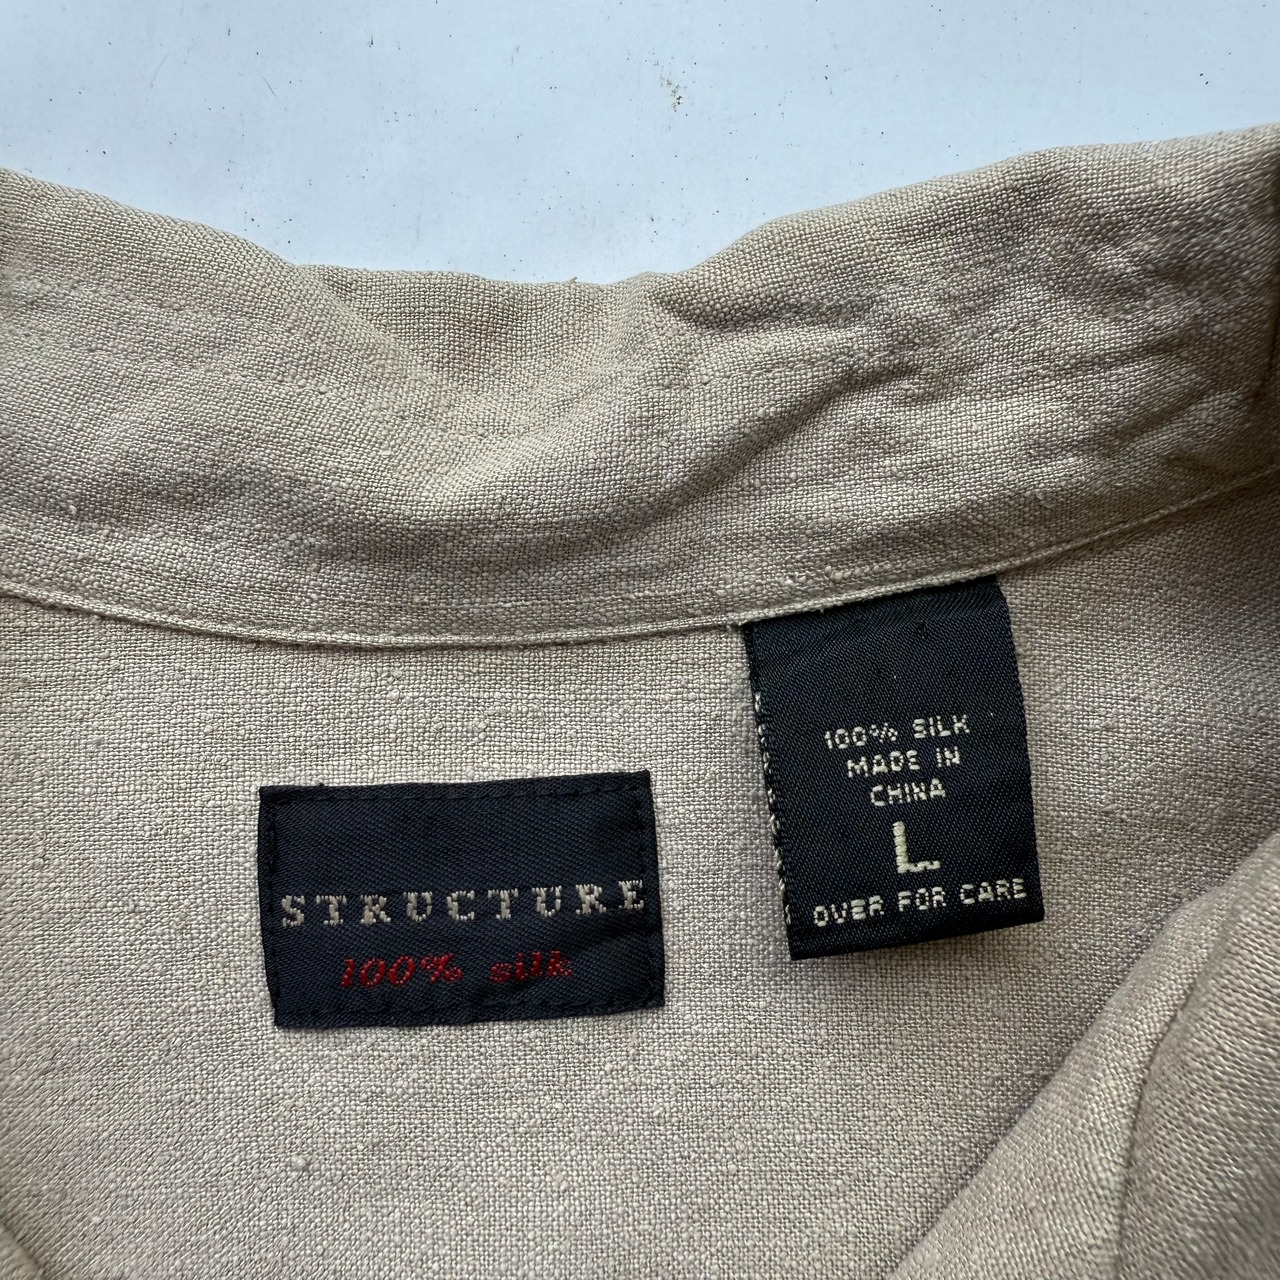 STRUCTURE
100% silk
100% SILK
MADE IN
CHINA
L
OVER FOR CARE